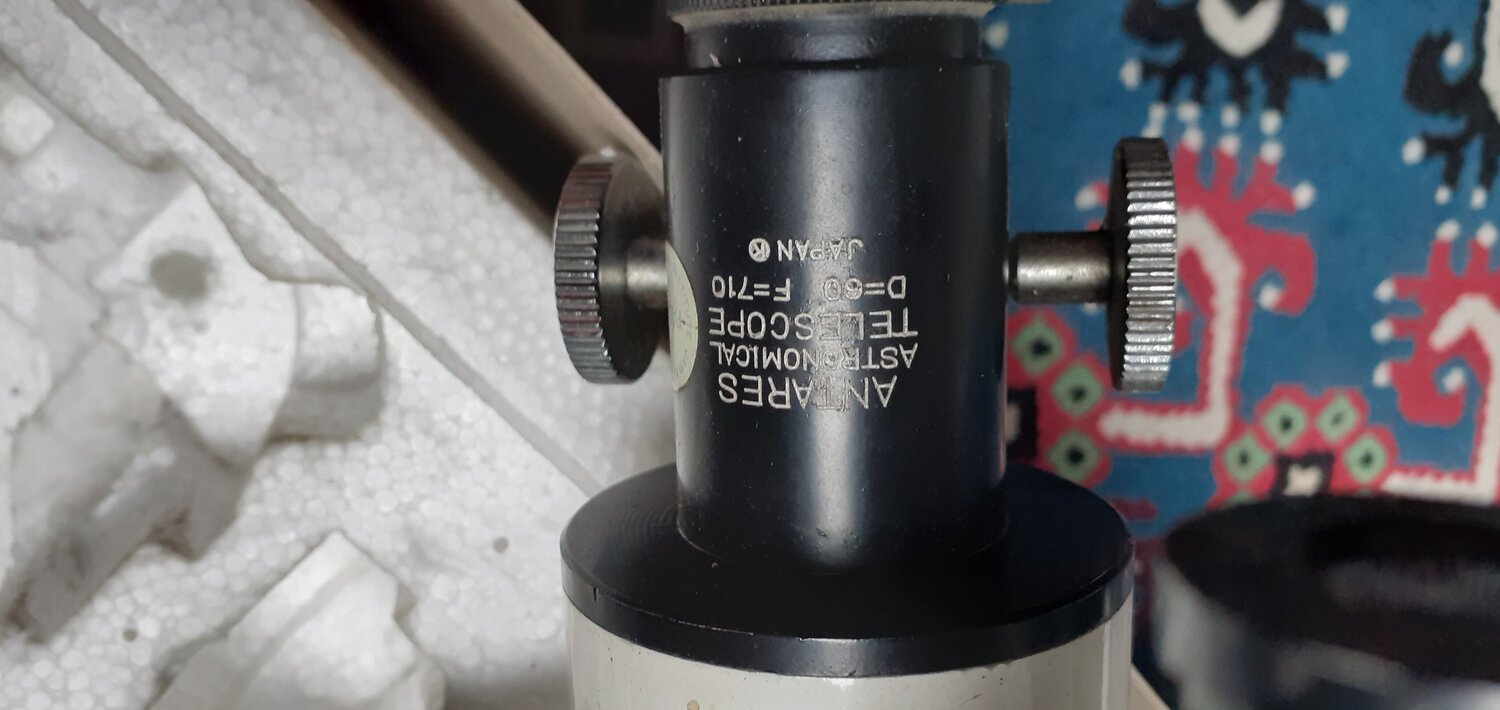 ANTARES
ASTRONOMICAL
TELESCOPE
D=60 F=710
JAPAN Ⓚ